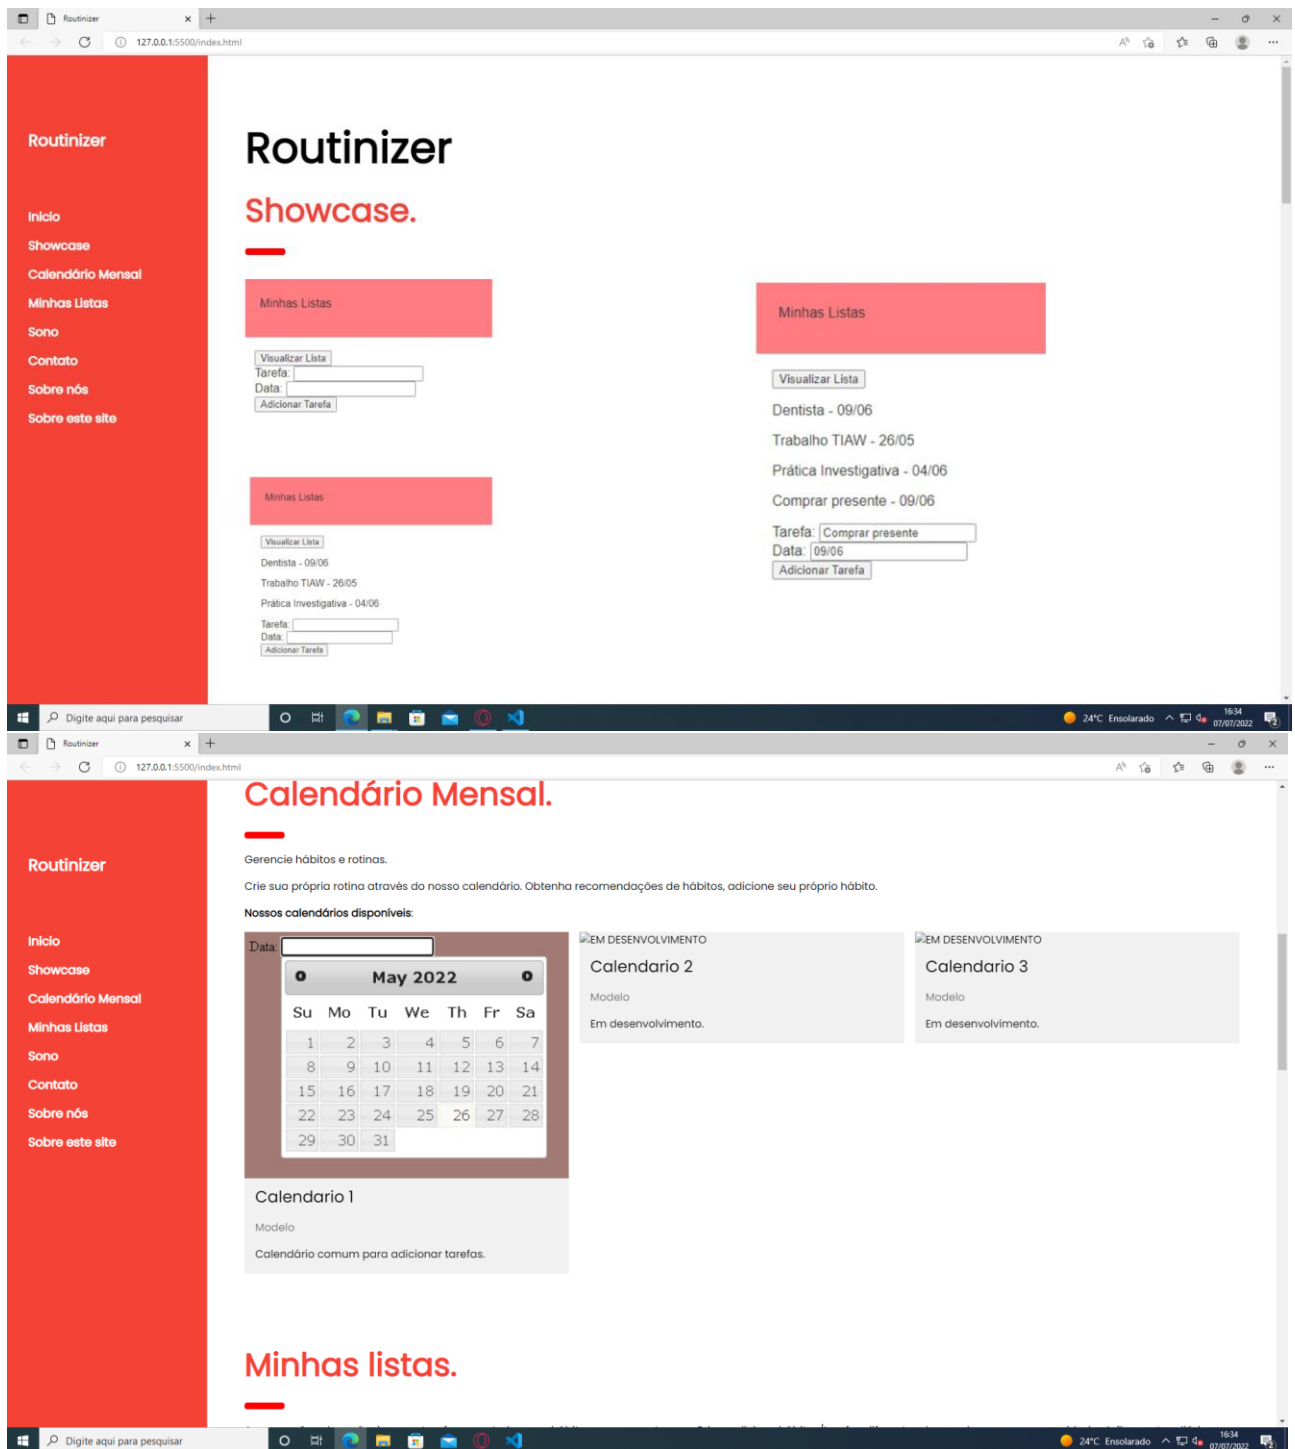 Routinizer
127.0.0.1:5500/index.html
Routinizer
Inicio
Showcase
Calendário Mensal
Minhas Listas
Sono
Contato
Sobre nós
Sobre este site
Routinizer
Showcase.
Minhas Listas
Visualizar Lista
Tarefa:
Data:
Adicionar Tarefa
Minhas Listas
Visualizar Lista
Dentista - 09/06
Trabalho TIAW - 26/05
Prática Investigativa - 04/06
Tarefa:
Data:
Adicionar Tarefa
Minhas Listas
Visualizar Lista
Dentista - 09/06
Trabalho TIAW - 26/05
Prática Investigativa - 04/06
Comprar presente - 09/06
Tarefa: Comprar presente
Data: 09/06
Adicionar Tarefa
Digite aqui para pesquisar
24°C Ensolarado
16:34
07/07/2022
2
Routinizer
127.0.0.1:5500/index.html
Routinizer
Inicio
Showcase
Calendário Mensal
Minhas Listas
Sono
Contato
Sobre nós
Sobre este site
Calendário Mensal.
Gerencie hábitos e rotinas.
Crie sua própria rotina através do nosso calendário. Obtenha recomendações de hábitos, adicione seu próprio hábito.
Nossos calendários disponíveis:
Data:
May 2022
Su Mo Tu We Th Fr Sa
1 2 3 4 5 6 7
8 9 10 11 12 13 14
15 16 17 18 19 20 21
22 23 24 25 26 27 28
29 30 31
Calendario 1
Modelo
Calendário comum para adicionar tarefas.
EM DESENVOLVIMENTO
Calendario 2
Modelo
Em desenvolvimento.
EM DESENVOLVIMENTO
Calendario 3
Modelo
Em desenvolvimento.
Minhas listas.
Digite aqui para pesquisar
24°C Ensolarado
16:34
07/07/2022
2